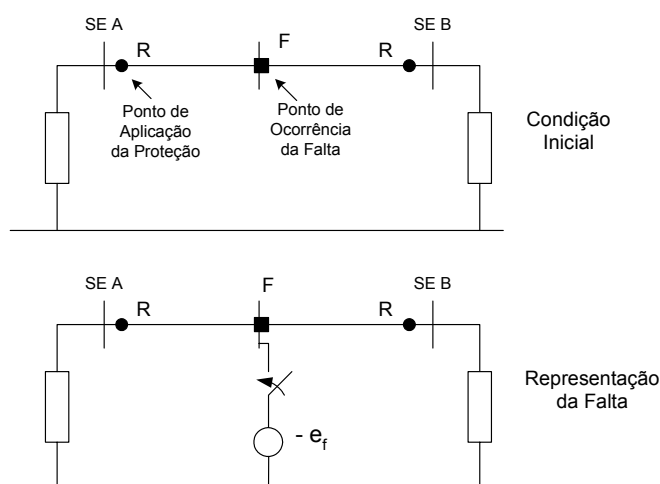 SE A
R
F
R
SE B
Ponto de
Aplicação
da Proteção
Ponto de
Ocorrência
da Falta
Condição
Inicial
SE A
R
F
R
SE B
Representação
da Falta
- ef